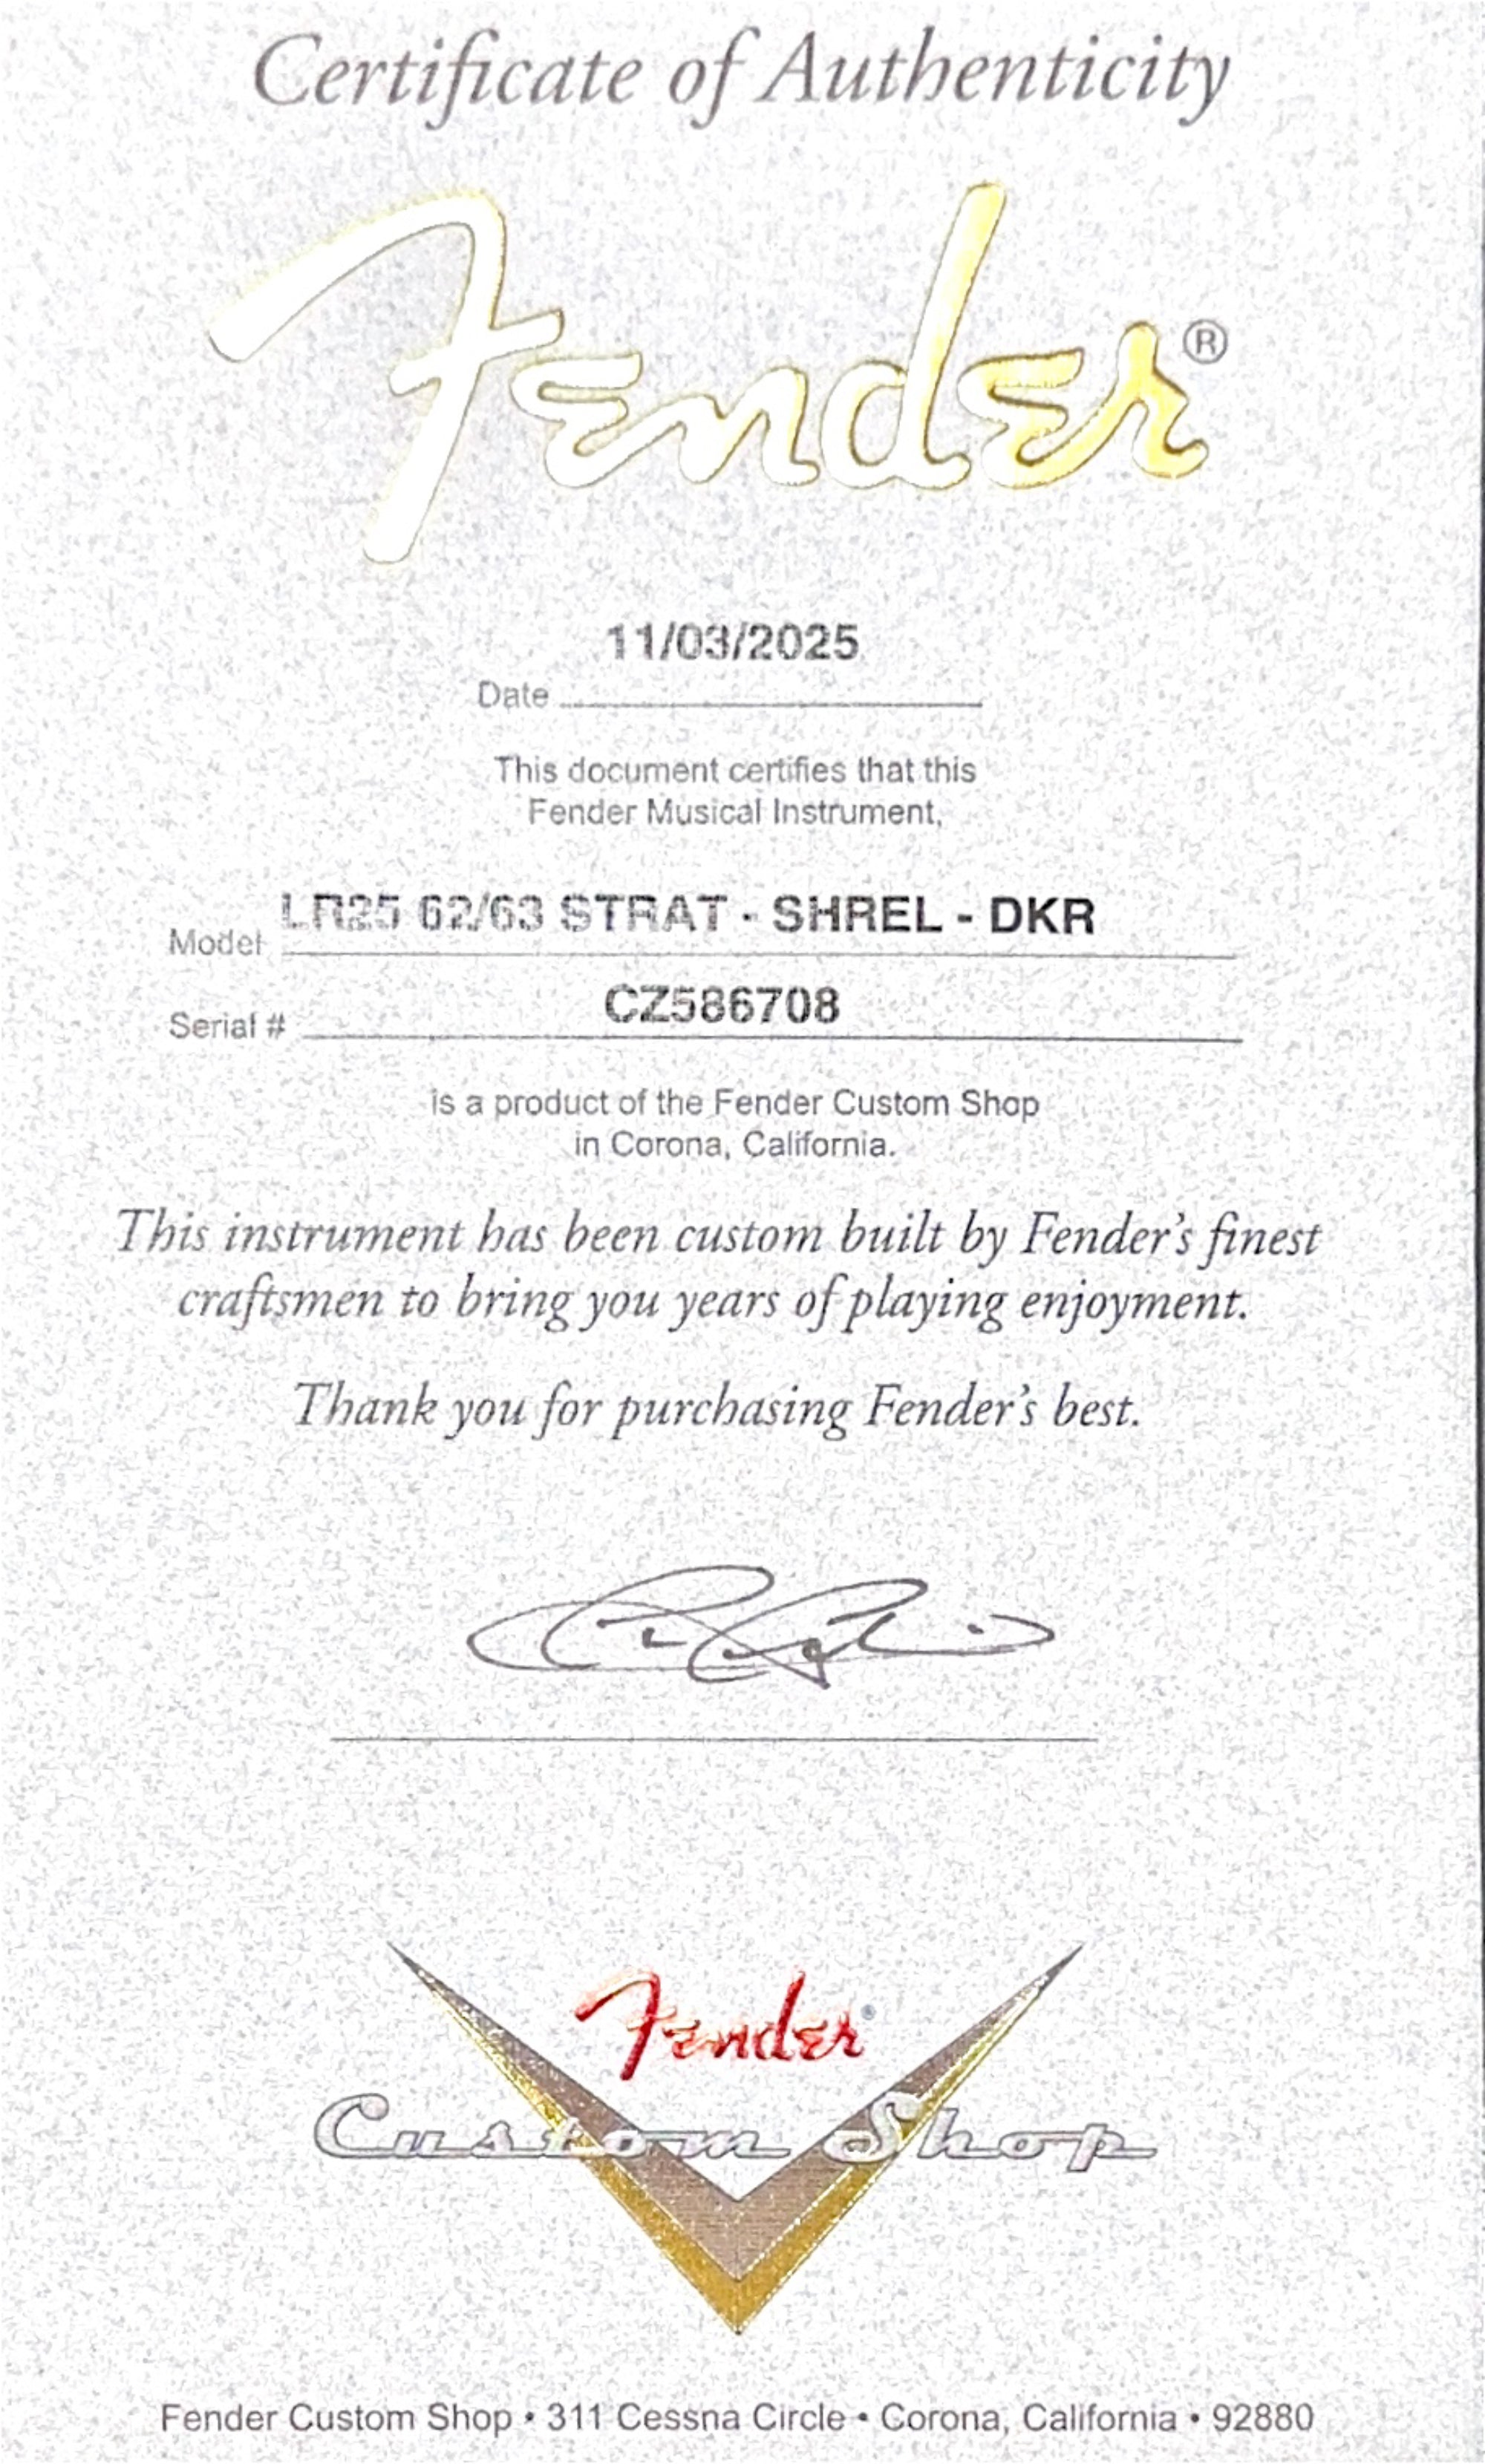 Certificate of Authenticity
Fender®
11/03/2025
Date
This document certifies that this
Fender Musical Instrument,
LR25 62/63 STRAT - SHREL - DKR
Model
CZ586708
Serial #
is a product of the Fender Custom Shop
in Corona, California.
This instrument has been custom built by Fender's finest
craftsmen to bring you years of playing enjoyment.
Thank you for purchasing Fender's best.
Fender®
Custom Shop
Fender Custom Shop • 311 Cessna Circle • Corona, California • 92880